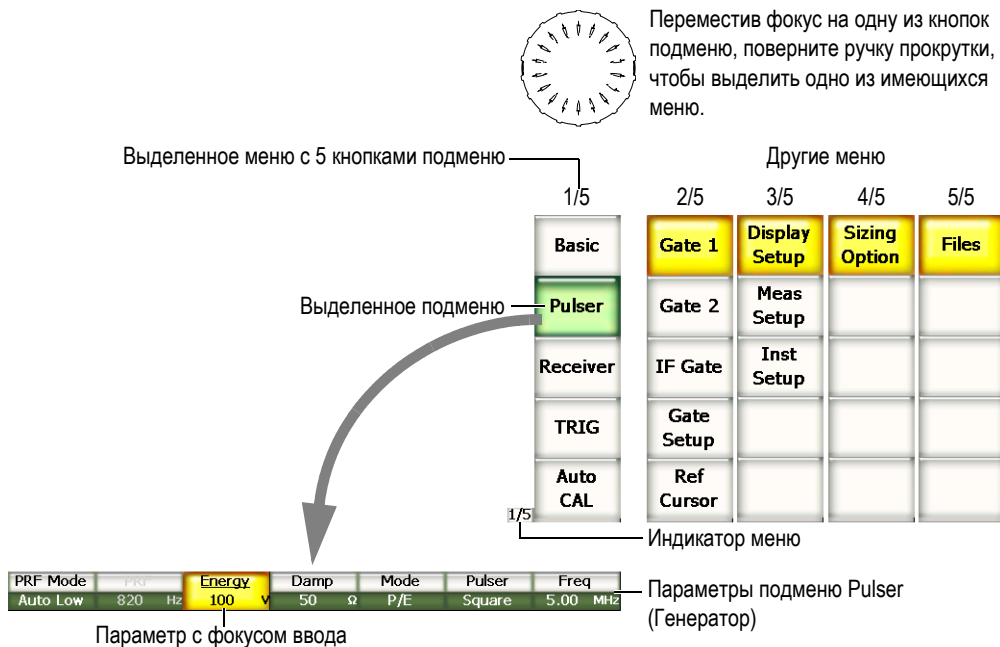 Переместив фокус на одну из кнопок
подменю, поверните ручку прокрутки,
чтобы выделить одно из имеющихся
меню.
Выделенное меню с 5 кнопками подменю
Другие меню
1/5 2/5 3/5 4/5 5/5
Basic
Gate 1
Display
Setup
Sizing
Option
Files
Выделенное подменю
Pulser
Gate 2
Meas
Setup
Receiver
IF Gate
Inst
Setup
TRIG
Gate
Setup
Auto
CAL
Ref
Cursor
1/5
Индикатор меню
PRF Mode PRF Energy Damp Mode Pulser Freq
Auto Low 820 Hz 100 V 50 Ω P/E Square 5.00 MHz
Параметры подменю Pulser
(Генератор)
Параметр с фокусом ввода